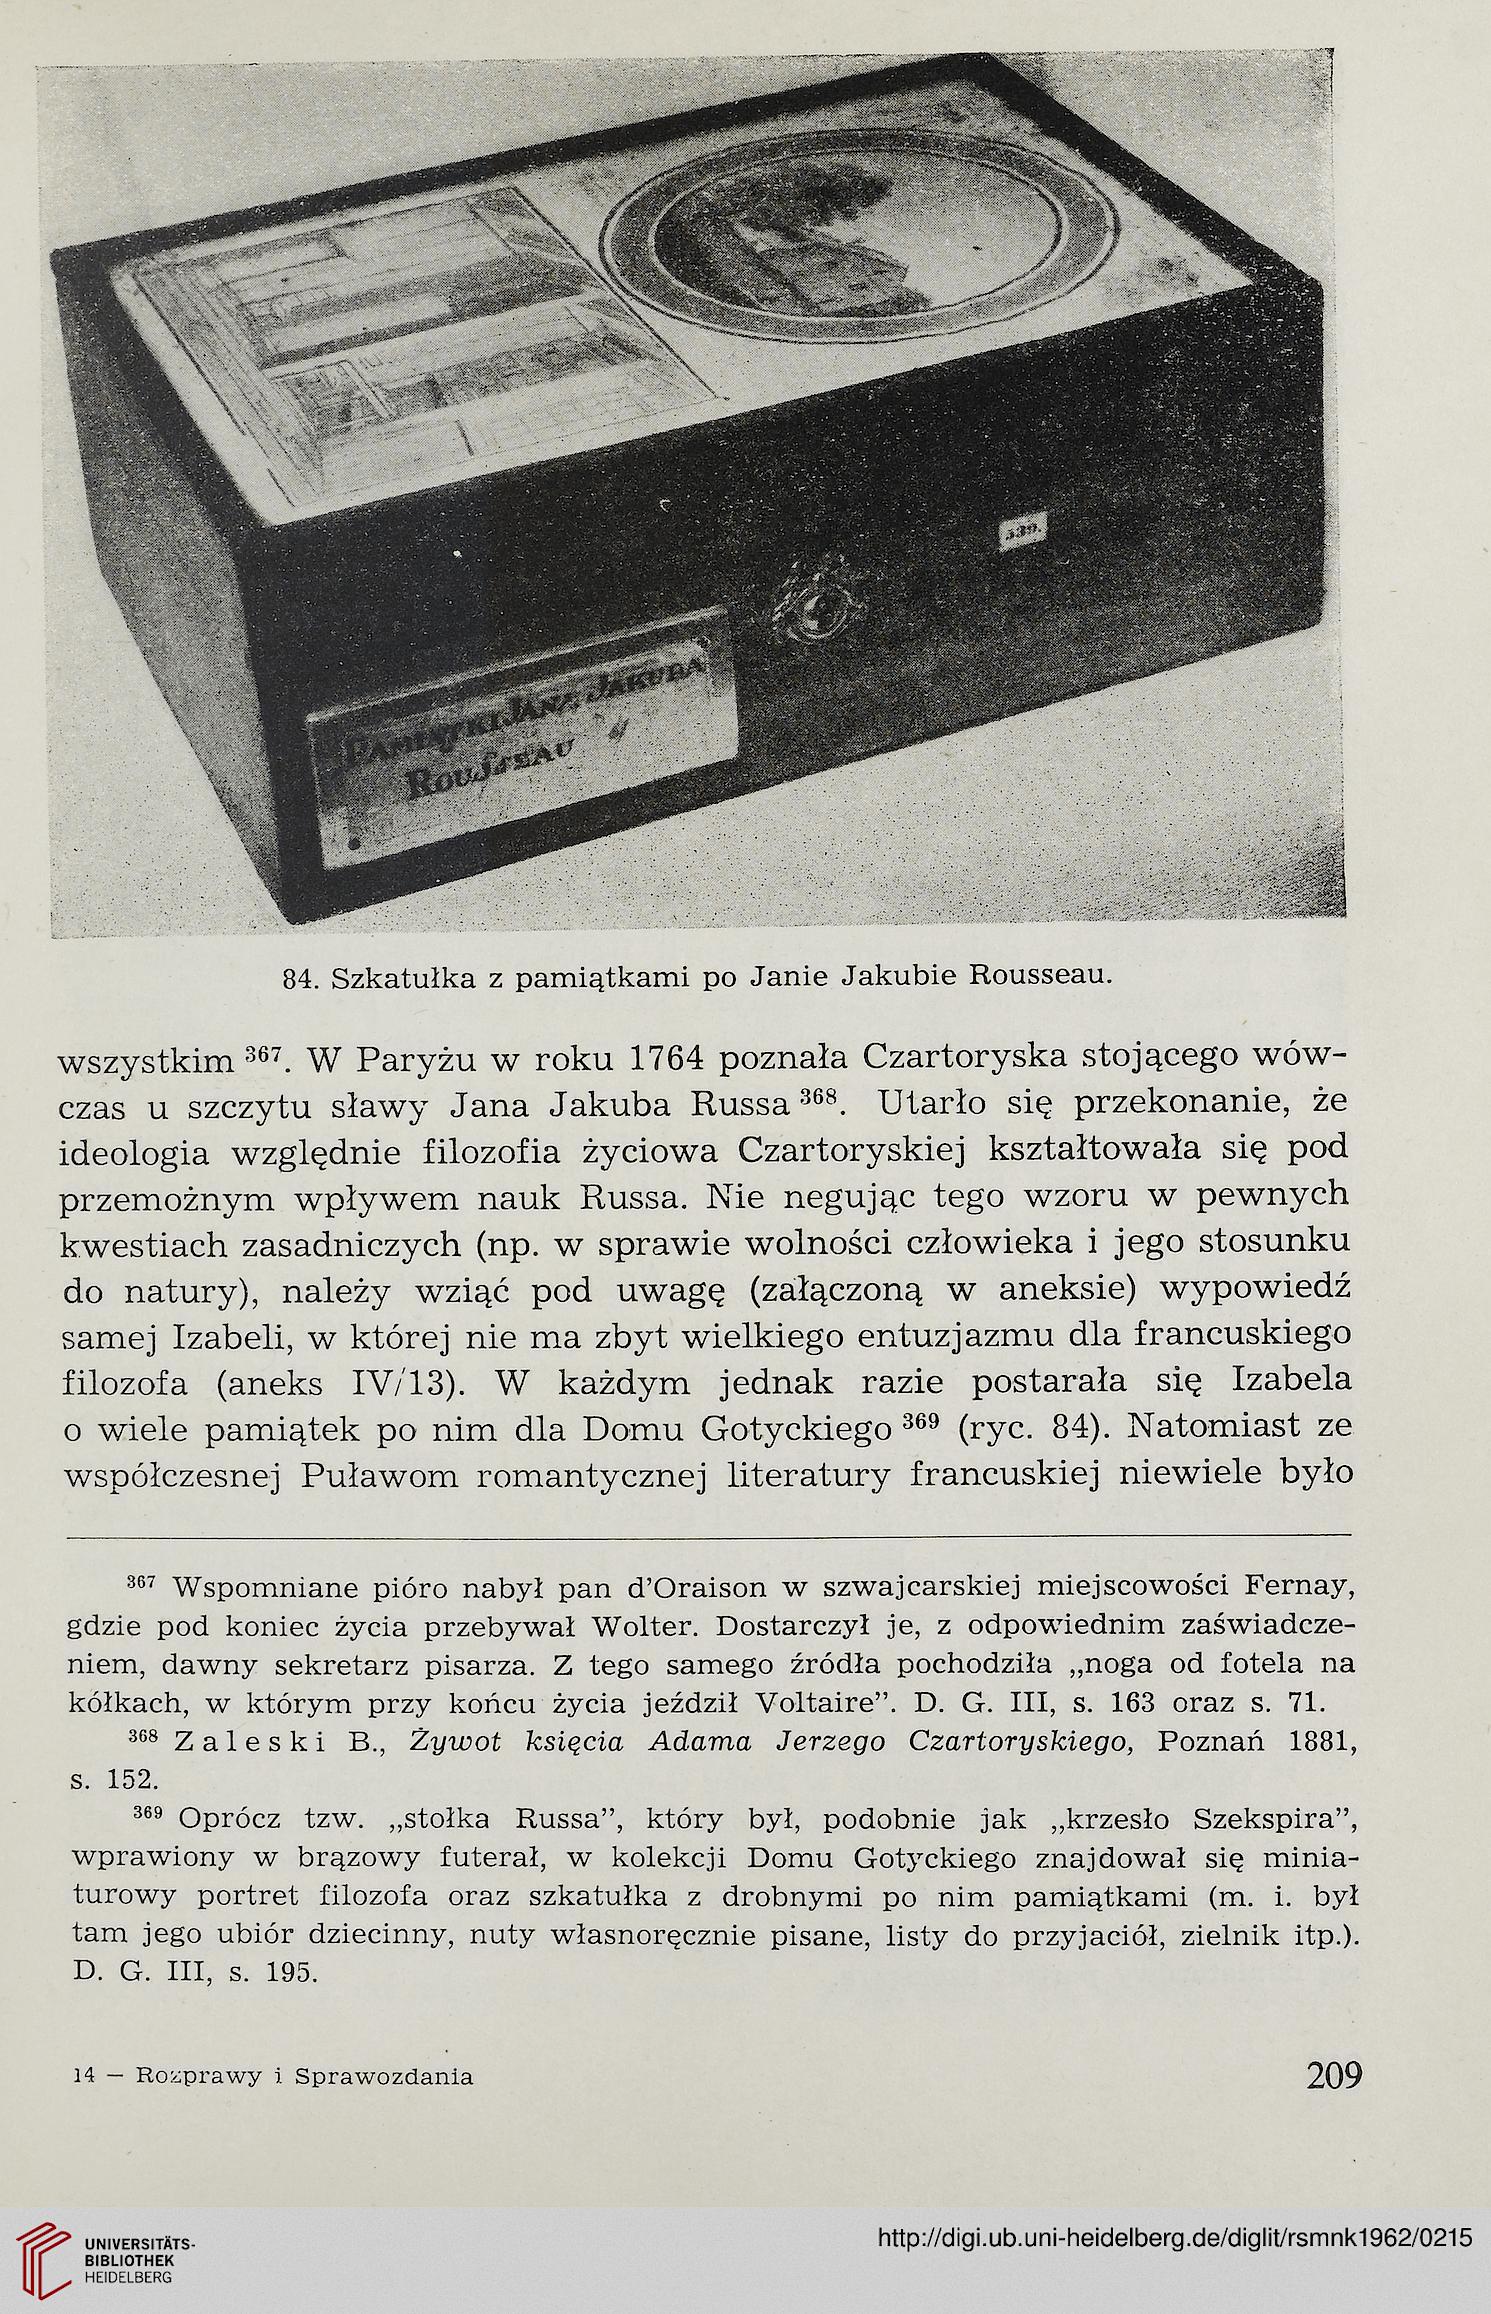 539.
PAMIĄTKI JANA JAKUBA
ROUSSEAU
84. Szkatułka z pamiątkami po Janie Jakubie Rousseau.
wszystkim 367. W Paryżu w roku 1764 poznała Czartoryska stojącego wów-
czas u szczytu sławy Jana Jakuba Russa 368. Utarło się przekonanie, że
ideologia względnie filozofia życiowa Czartoryskiej kształtowała się pod
przemożnym wpływem nauk Russa. Nie negując tego wzoru w pewnych
kwestiach zasadniczych (np. w sprawie wolności człowieka i jego stosunku
do natury), należy wziąć pod uwagę (załączoną w aneksie) wypowiedź
samej Izabeli, w której nie ma zbyt wielkiego entuzjazmu dla francuskiego
filozofa (aneks IV/13). W każdym jednak razie postarała się Izabela
o wiele pamiątek po nim dla Domu Gotyckiego 369 (ryc. 84). Natomiast ze
współczesnej Puławom romantycznej literatury francuskiej niewiele było
367 Wspomniane pióro nabył pan d’Oraison w szwajcarskiej miejscowości Fernay,
gdzie pod koniec życia przebywał Wolter. Dostarczył je, z odpowiednim zaświadcze-
niem, dawny sekretarz pisarza. Z tego samego źródła pochodziła „noga od fotela na
kółkach, w którym przy końcu życia jeździł Voltaire”. D. G. III, s. 163 oraz s. 71.
368 Zaleski B., Żywot księcia Adama Jerzego Czartoryskiego, Poznań 1881,
s. 152.
369 Oprócz tzw. „stołka Russa”, który był, podobnie jak „krzesło Szekspira”,
wprawiony w brązowy futerał, w kolekcji Domu Gotyckiego znajdował się minia-
turowy portret filozofa oraz szkatułka z drobnymi po nim pamiątkami (m. i. był
tam jego ubiór dziecinny, nuty własnoręcznie pisane, listy do przyjaciół, zielnik itp.).
D. G. III, s. 195.
14 — Rozprawy i Sprawozdania
209
UNIVERSITÄTS-
BIBLIOTHEK
HEIDELBERG
http://digi.ub.uni-heidelberg.de/diglit/rsmnk1962/0215